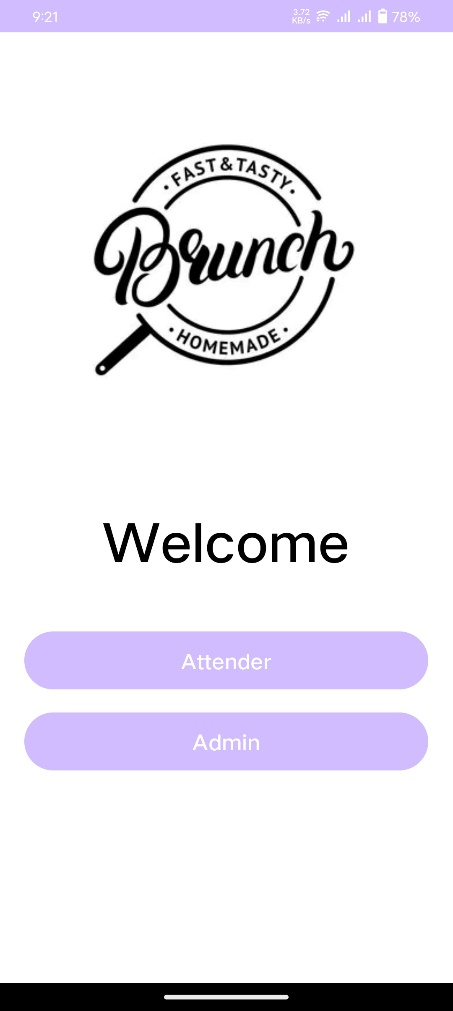 9:21
3.72
KB/s
78%
· FAST & TASTY ·
Brunch
· HOMEMADE ·
Welcome
Attender
Admin